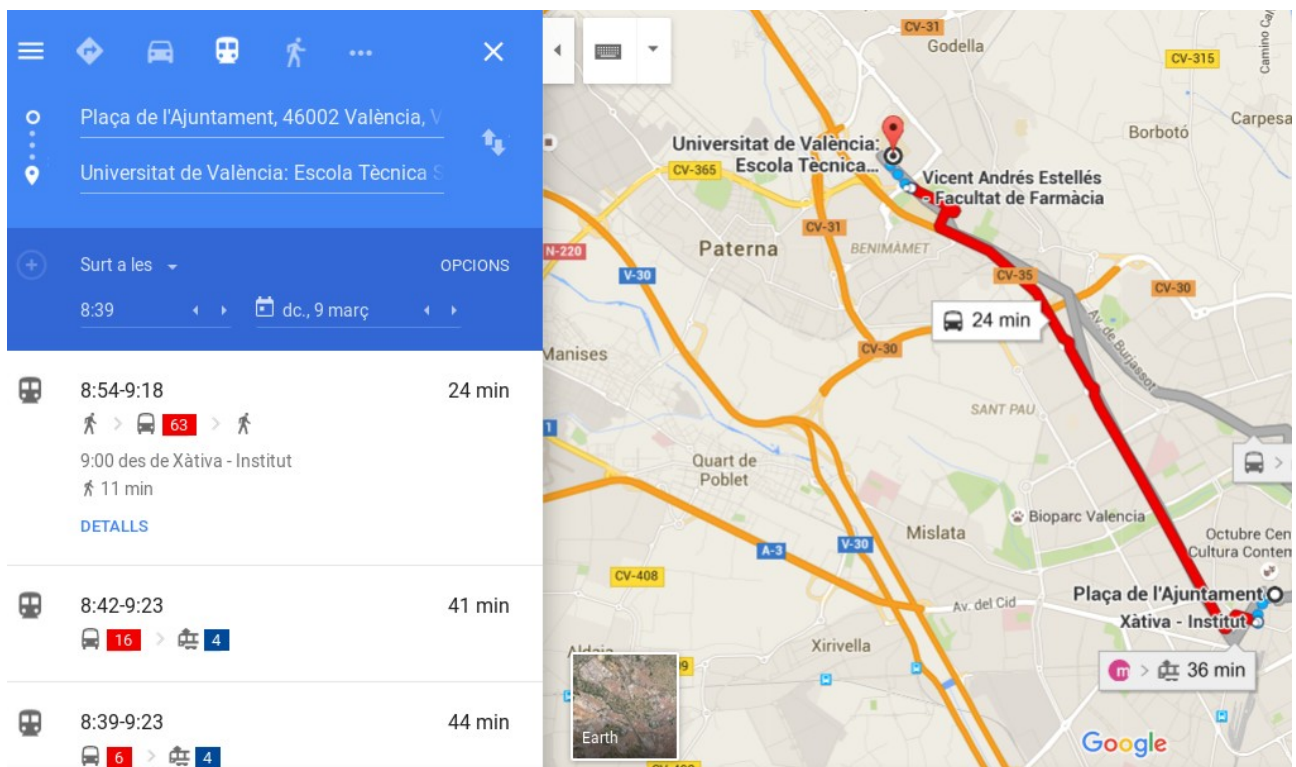 Plaça de l'Ajuntament, 46002 València, V
Universitat de València: Escola Tècnica S
Surt a les
OPCIONS
8:39
dc., 9 març
8:54-9:18
24 min
63
9:00 des de Xàtiva - Institut
11 min
DETALLS
8:42-9:23
41 min
16
4
8:39-9:23
44 min
6
4
CV-31
Godella
CV-315
Camino Cal
Carpesa
Borbotó
Universitat de València:
Escola Tècnica...
CV-365
Vicent Andrés Estellés
- Facultat de Farmàcia
CV-31
N-220
Paterna
BENIMÀMET
V-30
CV-35
CV-30
24 min
Av. de Burjassot
CV-30
Manises
SANT PAU
1
Quart de
Poblet
Bioparc Valencia
Mislata
Octubre Cen
Cultura Conten
A-3
V-30
CV-408
Plaça de l'Ajuntament
Av. del Cid
Xàtiva - Institut
Xirivella
Aldaia
9
m
36 min
Earth
Google